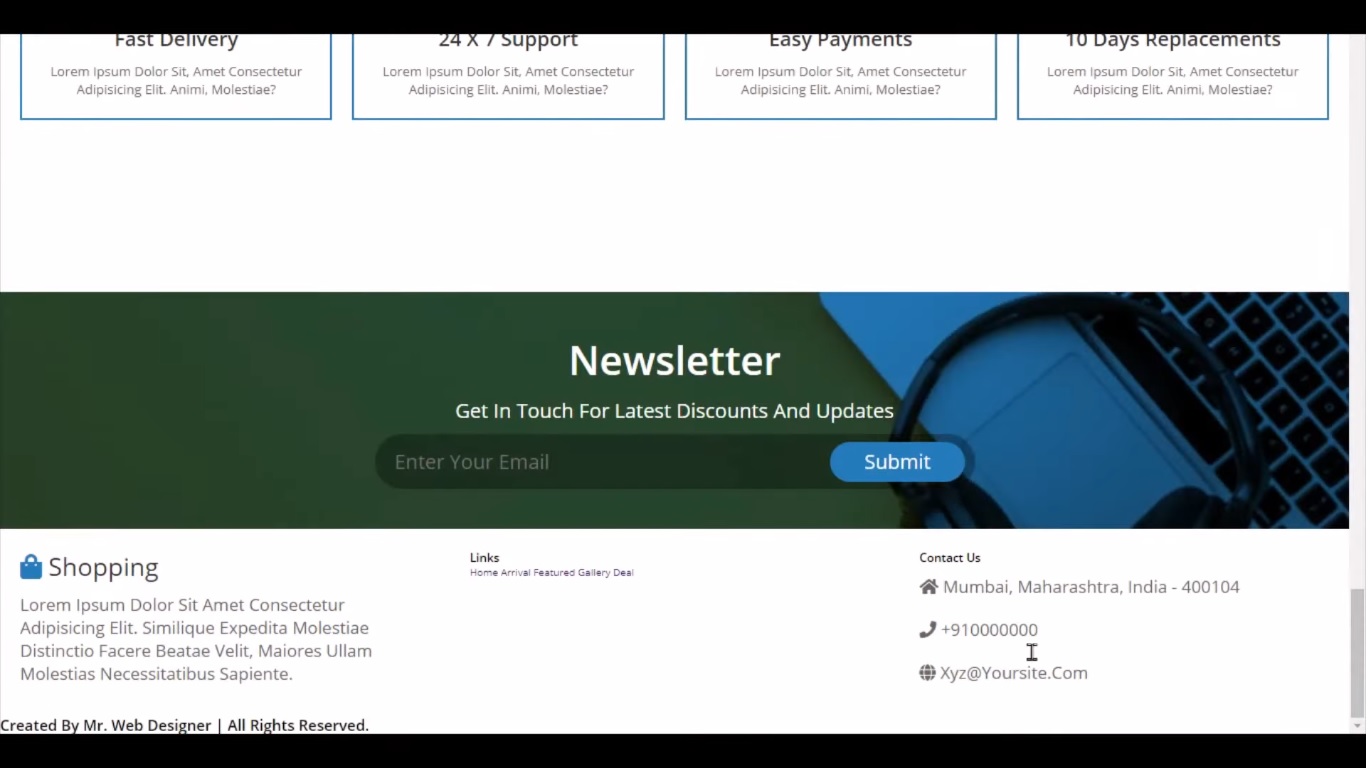 Fast Delivery
Lorem Ipsum Dolor Sit, Amet Consectetur
Adipisicing Elit. Animi, Molestiae?
24 X 7 Support
Lorem Ipsum Dolor Sit, Amet Consectetur
Adipisicing Elit. Animi, Molestiae?
Easy Payments
Lorem Ipsum Dolor Sit, Amet Consectetur
Adipisicing Elit. Animi, Molestiae?
10 Days Replacements
Lorem Ipsum Dolor Sit, Amet Consectetur
Adipisicing Elit. Animi, Molestiae?
Newsletter
Get In Touch For Latest Discounts And Updates
Enter Your Email
Submit
Shopping
Lorem Ipsum Dolor Sit Amet Consectetur
Adipisicing Elit. Similique Expedita Molestiae
Distinctio Facere Beatae Velit, Maiores Ullam
Molestias Necessitatibus Sapiente.
Links
Home Arrival Featured Gallery Deal
Contact Us
Mumbai, Maharashtra, India - 400104
+910000000
Xyz@Yoursite.Com
Created By Mr. Web Designer | All Rights Reserved.